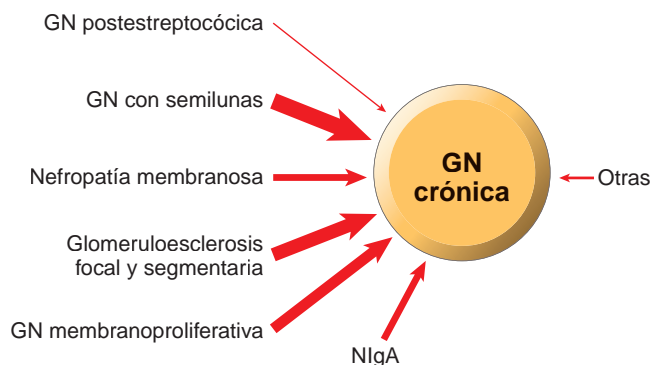 GN postestreptocócica
GN con semilunas
Nefropatía membranosa
Glomeruloesclerosis
focal y segmentaria
GN membranoproliferativa
NIgA
GN
crónica
Otras